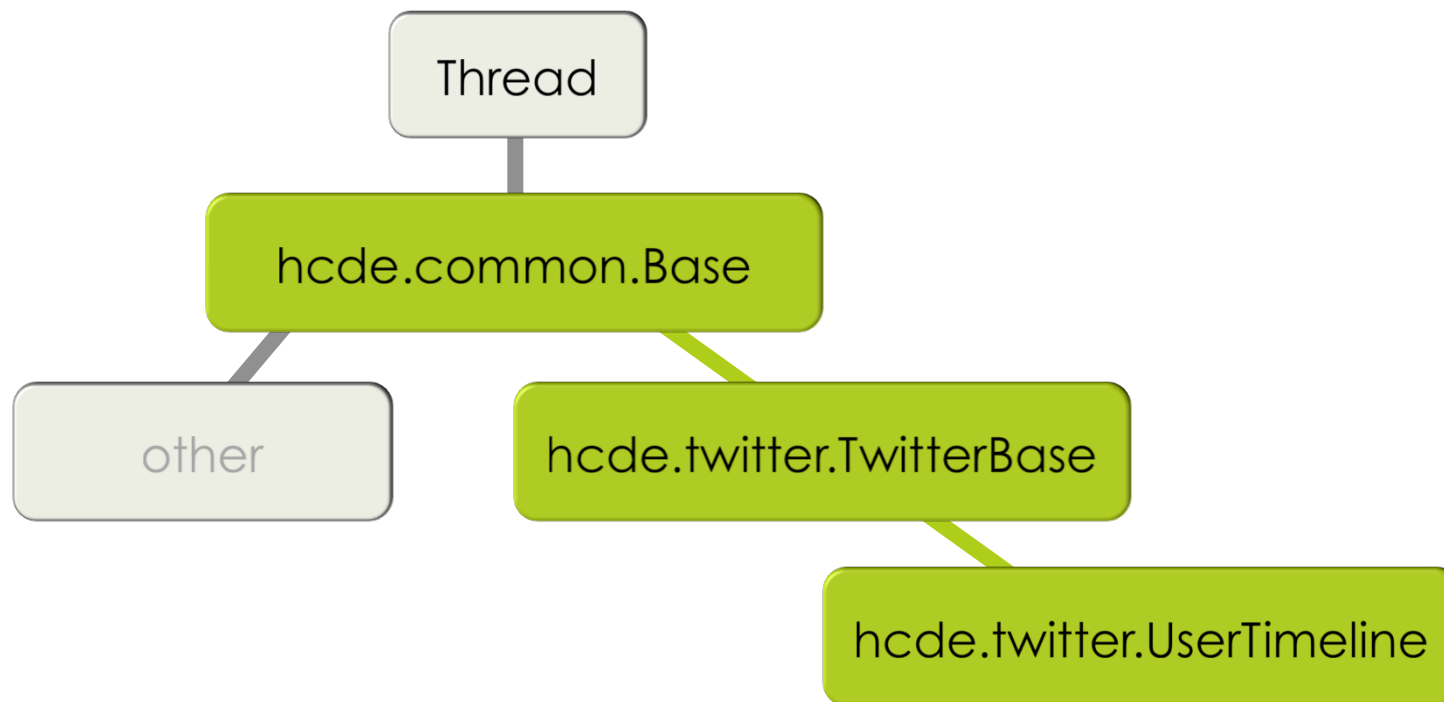 Thread
hcde.common.Base
other
hcde.twitter.TwitterBase
hcde.twitter.UserTimeline